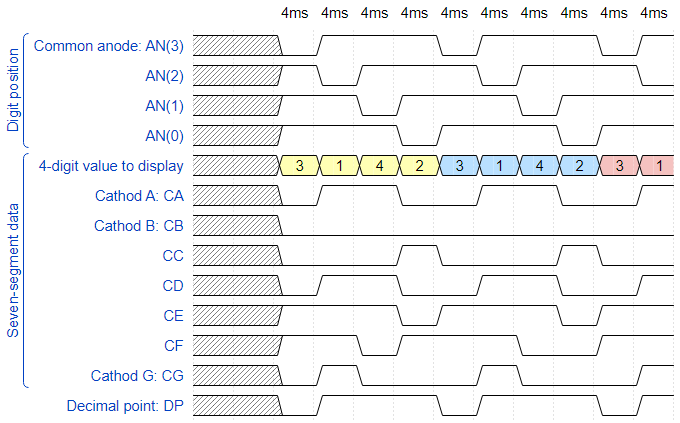 4ms 4ms 4ms 4ms 4ms 4ms 4ms 4ms 4ms 4ms
Digit position
Common anode: AN(3)
AN(2)
AN(1)
AN(0)
4-digit value to display 3 1 4 2 3 1 4 2 3 1
Seven-segment data
Cathod A: CA
Cathod B: CB
CC
CD
CE
CF
Cathod G: CG
Decimal point: DP